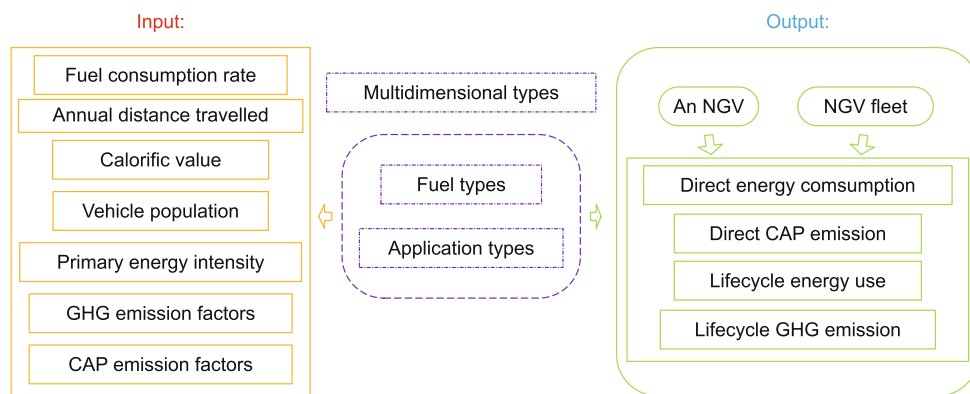 Input:
Fuel consumption rate
Annual distance travelled
Calorific value
Vehicle population
Primary energy intensity
GHG emission factors
CAP emission factors
Multidimensional types
Fuel types
Application types
Output:
An NGV
NGV fleet
Direct energy comsumption
Direct CAP emission
Lifecycle energy use
Lifecycle GHG emission